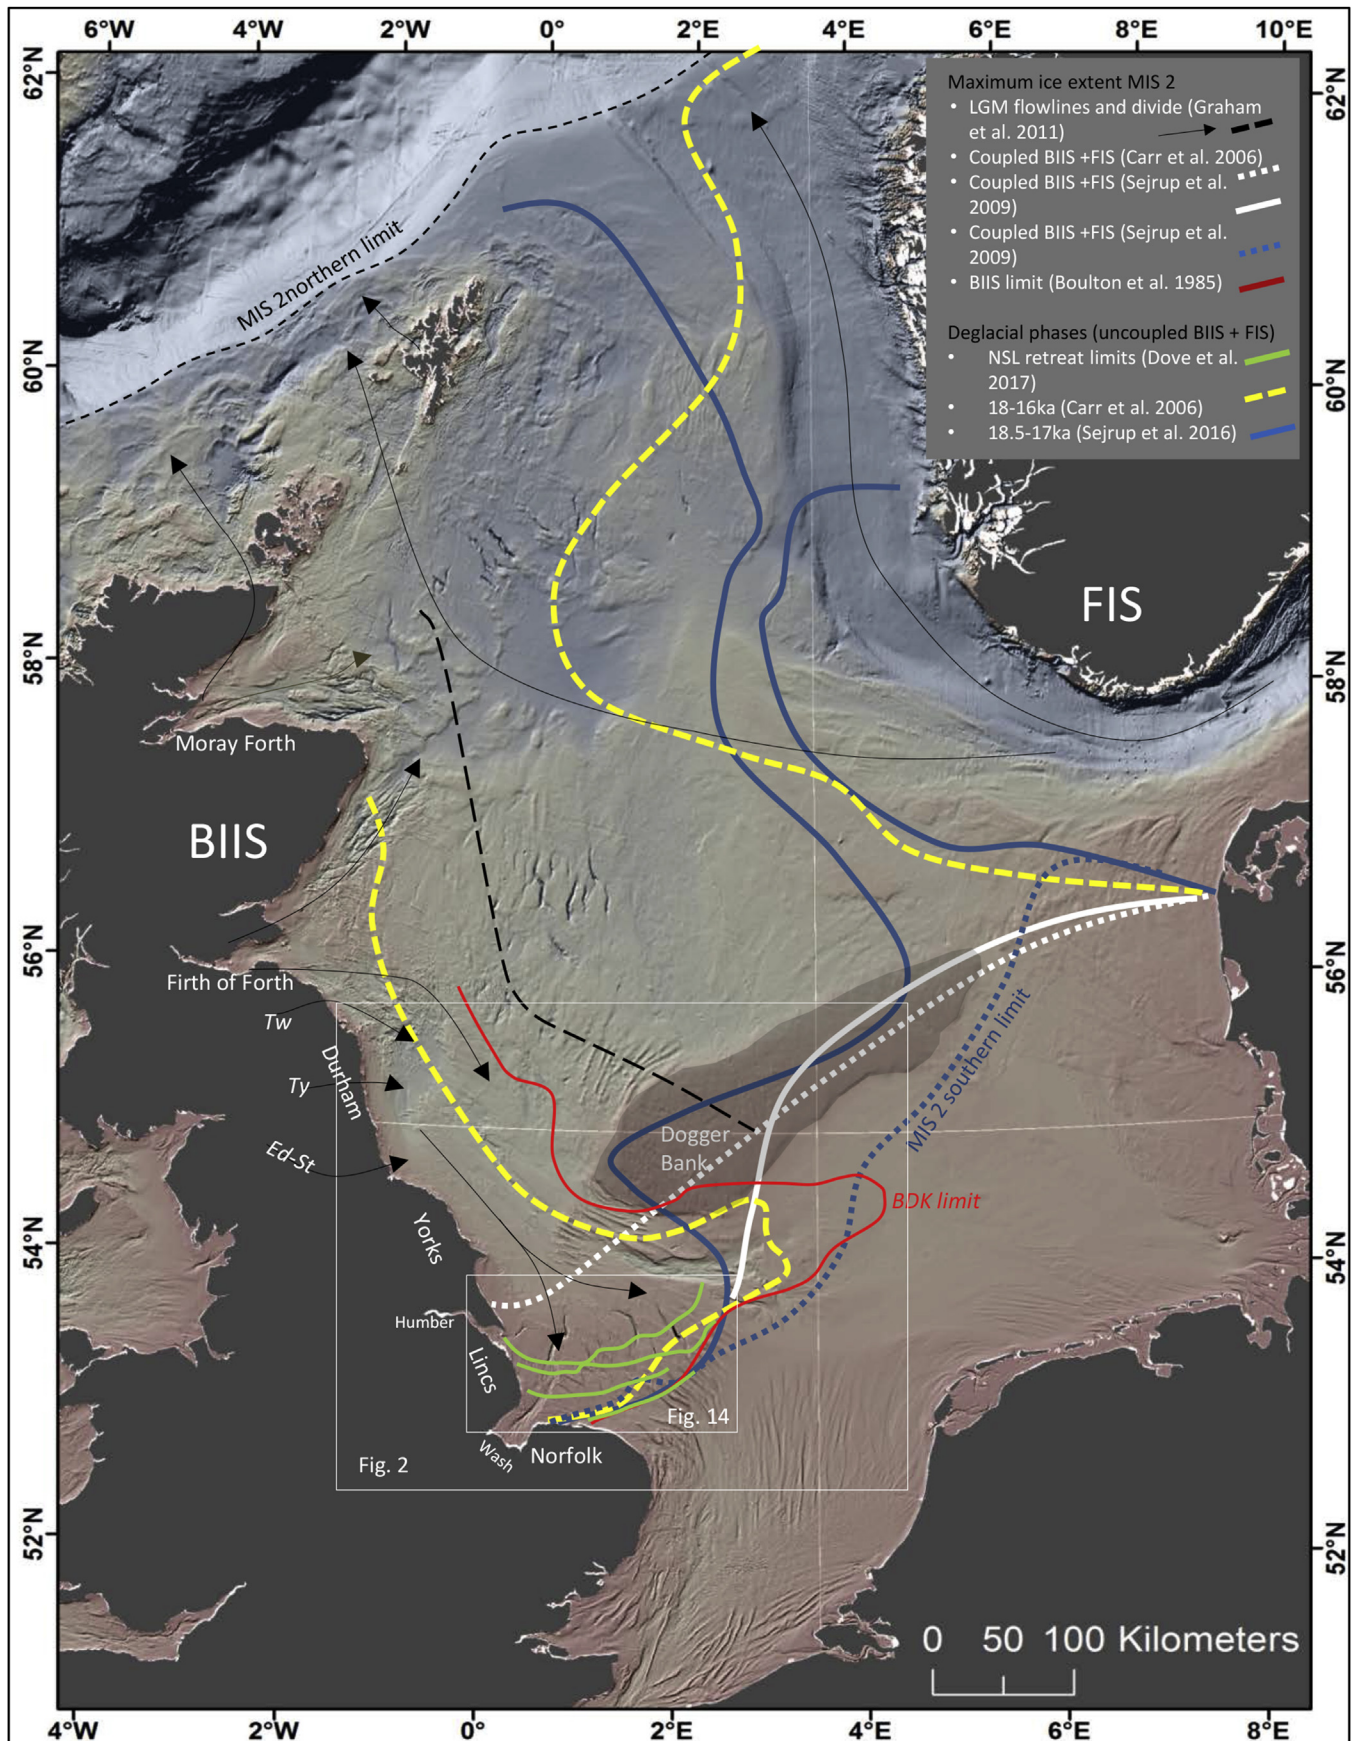 6°W 4°W 2°W 0° 2°E 4°E 6°E 8°E 10°E
62°N
62°N
Maximum ice extent MIS 2
• LGM flowlines and divide (Graham
et al. 2011)
• Coupled BIIS +FIS (Carr et al. 2006)
• Coupled BIIS +FIS (Sejrup et al.
2009)
• Coupled BIIS +FIS (Sejrup et al.
2009)
• BIIS limit (Boulton et al. 1985)
Deglacial phases (uncoupled BIIS + FIS)
• NSL retreat limits (Dove et al.
2017)
• 18-16ka (Carr et al. 2006)
• 18.5-17ka (Sejrup et al. 2016)
MIS 2northern limit
60°N
60°N
FIS
58°N
58°N
Moray Forth
BIIS
56°N
56°N
Firth of Forth
Tw
Durham
Ty
MIS 2 southern limit
Dogger
Bank
Ed-St
BDK limit
Yorks
54°N
54°N
Humber
Lincs
Fig. 14
Wash
Norfolk
Fig. 2
52°N
52°N
0 50 100 Kilometers
4°W 2°W 0° 2°E 4°E 6°E 8°E